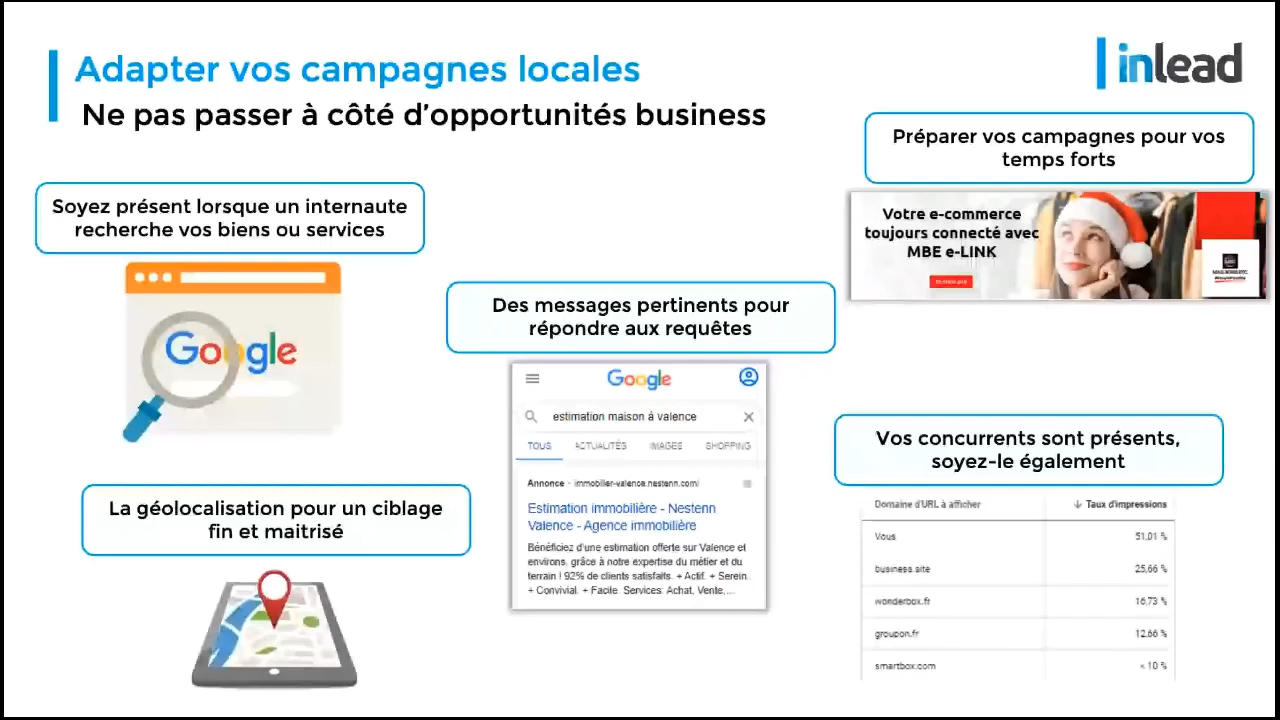 Adapter vos campagnes locales
Ne pas passer à côté d'opportunités business
inlead
Préparer vos campagnes pour vos
temps forts
Votre e-commerce
toujours connecté avec
MBE e-LINK
Soyez présent lorsque un internaute
recherche vos biens ou services
Google
Des messages pertinents pour
répondre aux requêtes
Google
estimation maison à valence
TOUS ACTUALITÉS IMAGES SHOPPING
Annonce · immobilier-valence.nestenn.com/
Estimation immobilière - Nestenn
Valence - Agence immobilière
Bénéficiez d'une estimation offerte sur Valence et
environs, grâce à notre expertise du métier et du
terrain ! 92% de clients satisfaits. + Actif. + Serein.
+ Convivial. + Facile. Services: Achat, Vente,...
La géolocalisation pour un ciblage
fin et maitrisé
Vos concurrents sont présents,
soyez-le également
Domaine d'URL à afficher ↓ Taux d'impressions
Vous 51,01 %
business.site 25,66 %
wonderbox.fr 16,73 %
groupon.fr 12,66 %
smartbox.com < 10 %